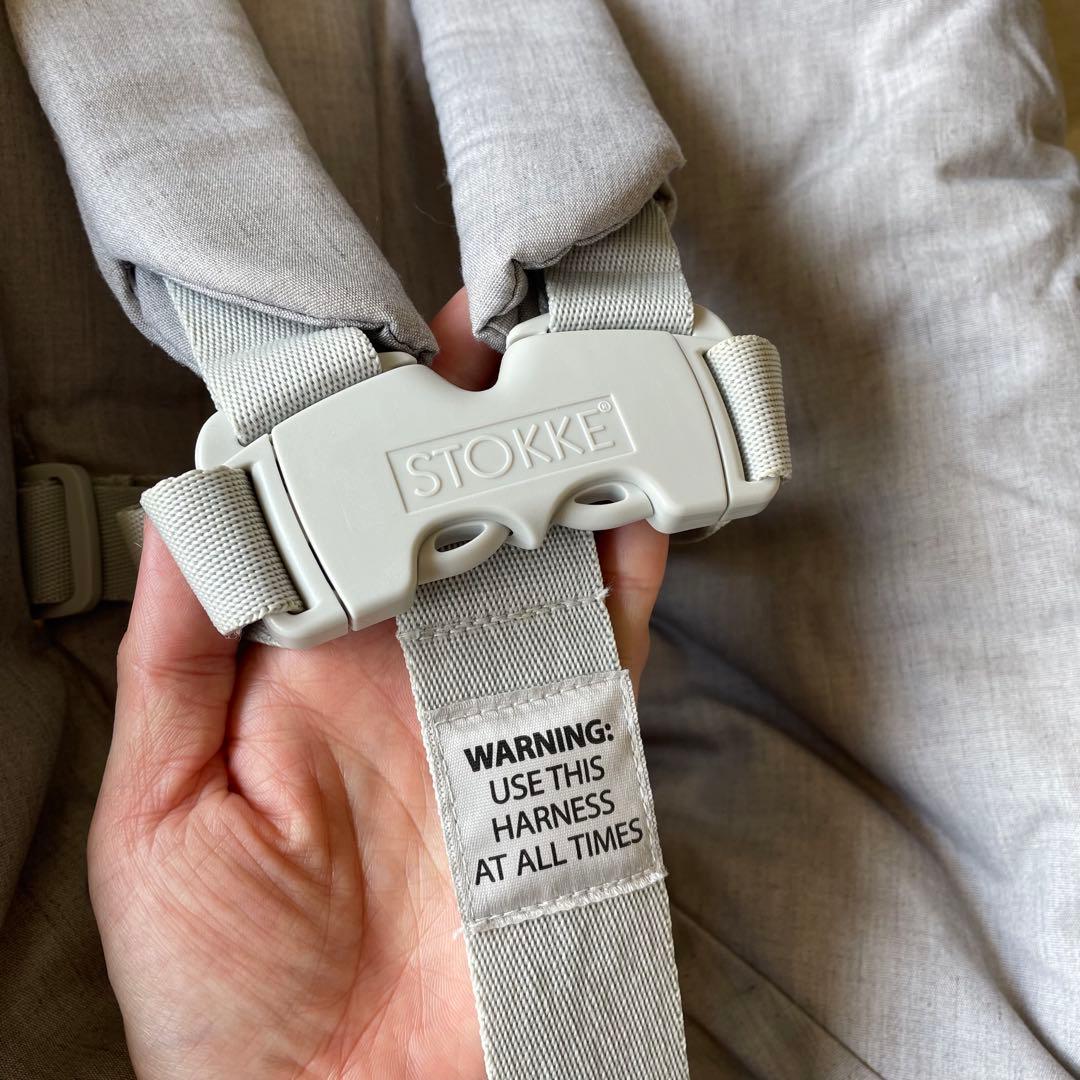 STOKKE®
WARNING:
USE THIS
HARNESS
AT ALL TIMES